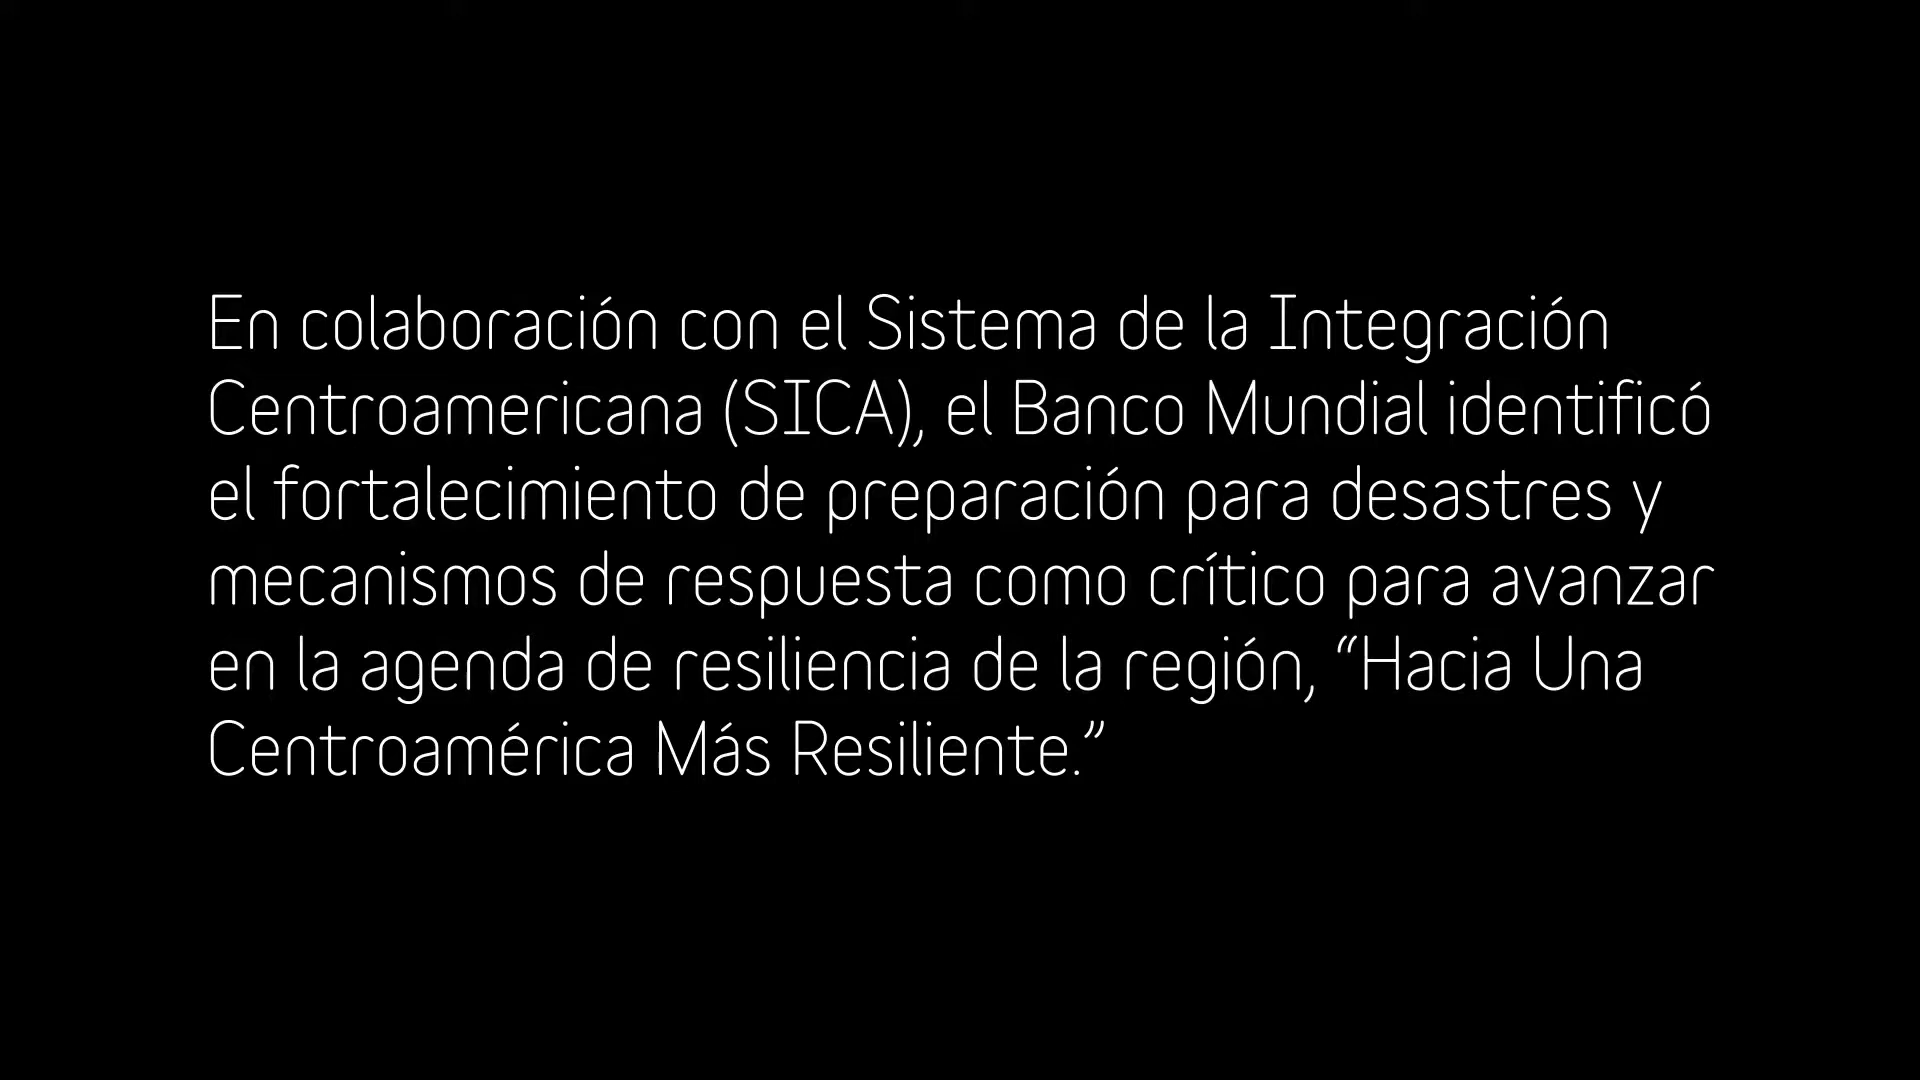 En colaboración con el Sistema de la Integración
Centroamericana (SICA), el Banco Mundial identificó
el fortalecimiento de preparación para desastres y
mecanismos de respuesta como crítico para avanzar
en la agenda de resiliencia de la región, “Hacia Una
Centroamérica Más Resiliente.”